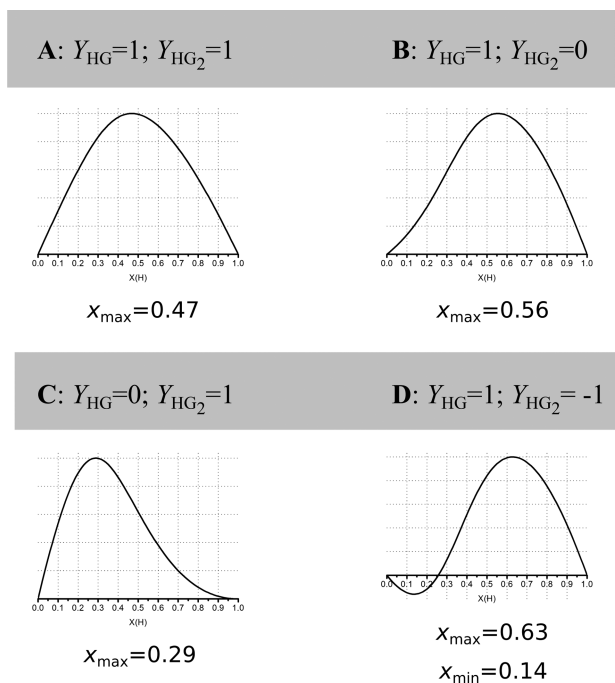 A: Y_HG=1; Y_HG₂=1
B: Y_HG=1; Y_HG₂=0
0.0 0.1 0.2 0.3 0.4 0.5 0.6 0.7 0.8 0.9 1.0
X(H)
0.0 0.1 0.2 0.3 0.4 0.5 0.6 0.7 0.8 0.9 1.0
X(H)
x_max=0.47
x_max=0.56
C: Y_HG=0; Y_HG₂=1
D: Y_HG=1; Y_HG₂= -1
0.0 0.1 0.2 0.3 0.4 0.5 0.6 0.7 0.8 0.9 1.0
X(H)
0.0 0.1 0.2 0.3 0.4 0.5 0.6 0.7 0.8 0.9 1.0
X(H)
x_max=0.29
x_max=0.63
x_min=0.14